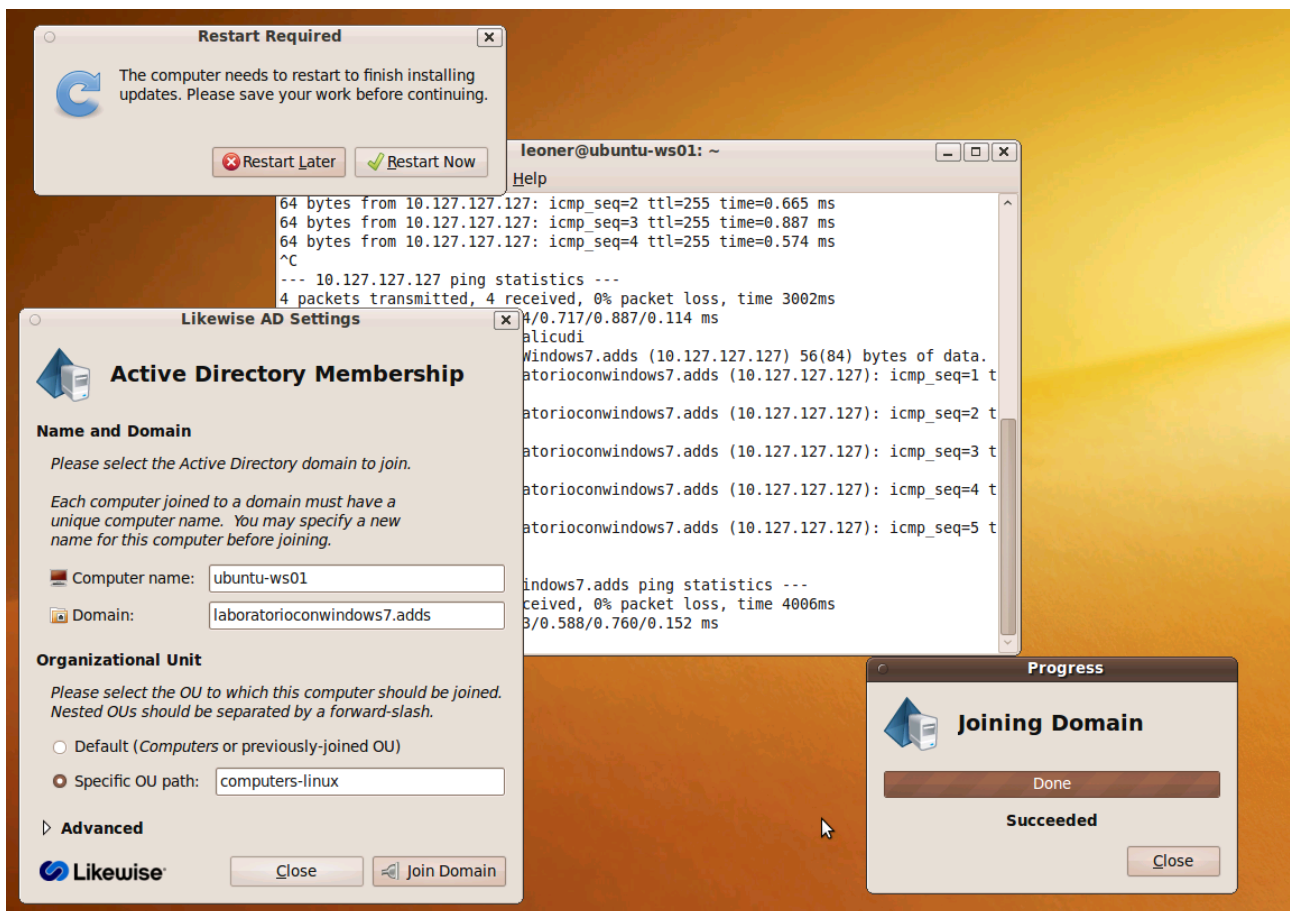 Restart Required
The computer needs to restart to finish installing
updates. Please save your work before continuing.
Restart Later
Restart Now
leoner@ubuntu-ws01: ~
Help
64 bytes from 10.127.127.127: icmp_seq=2 ttl=255 time=0.665 ms
64 bytes from 10.127.127.127: icmp_seq=3 ttl=255 time=0.887 ms
64 bytes from 10.127.127.127: icmp_seq=4 ttl=255 time=0.574 ms
^C
--- 10.127.127.127 ping statistics ---
4 packets transmitted, 4 received, 0% packet loss, time 3002ms
4/0.717/0.887/0.114 ms
alicudi
Windows7.adds (10.127.127.127) 56(84) bytes of data.
atorioconwindows7.adds (10.127.127.127): icmp_seq=1 t
atorioconwindows7.adds (10.127.127.127): icmp_seq=2 t
atorioconwindows7.adds (10.127.127.127): icmp_seq=3 t
atorioconwindows7.adds (10.127.127.127): icmp_seq=4 t
atorioconwindows7.adds (10.127.127.127): icmp_seq=5 t
indows7.adds ping statistics ---
ceived, 0% packet loss, time 4006ms
3/0.588/0.760/0.152 ms
Likewise AD Settings
Active Directory Membership
Name and Domain
Please select the Active Directory domain to join.
Each computer joined to a domain must have a
unique computer name. You may specify a new
name for this computer before joining.
Computer name: ubuntu-ws01
Domain: laboratorioconwindows7.adds
Organizational Unit
Please select the OU to which this computer should be joined.
Nested OUs should be separated by a forward-slash.
Default (Computers or previously-joined OU)
Specific OU path: computers-linux
Advanced
Likewise
Close
Join Domain
Progress
Joining Domain
Done
Succeeded
Close